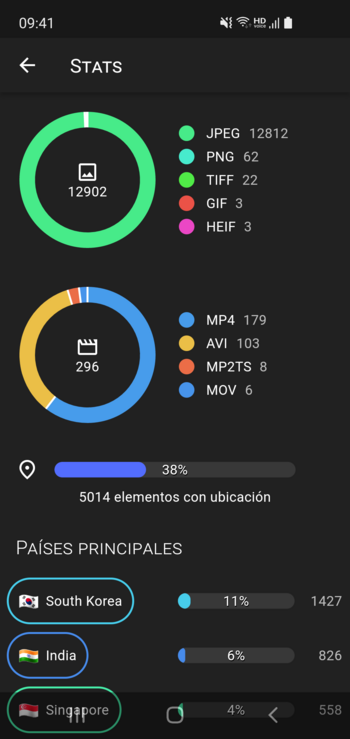 09:41
HD
VOICE
Stats
12902
JPEG 12812
PNG 62
TIFF 22
GIF 3
HEIF 3
296
MP4 179
AVI 103
MP2TS 8
MOV 6
38%
5014 elementos con ubicación
Países principales
South Korea 11% 1427
India 6% 826
Singapore 4% 558